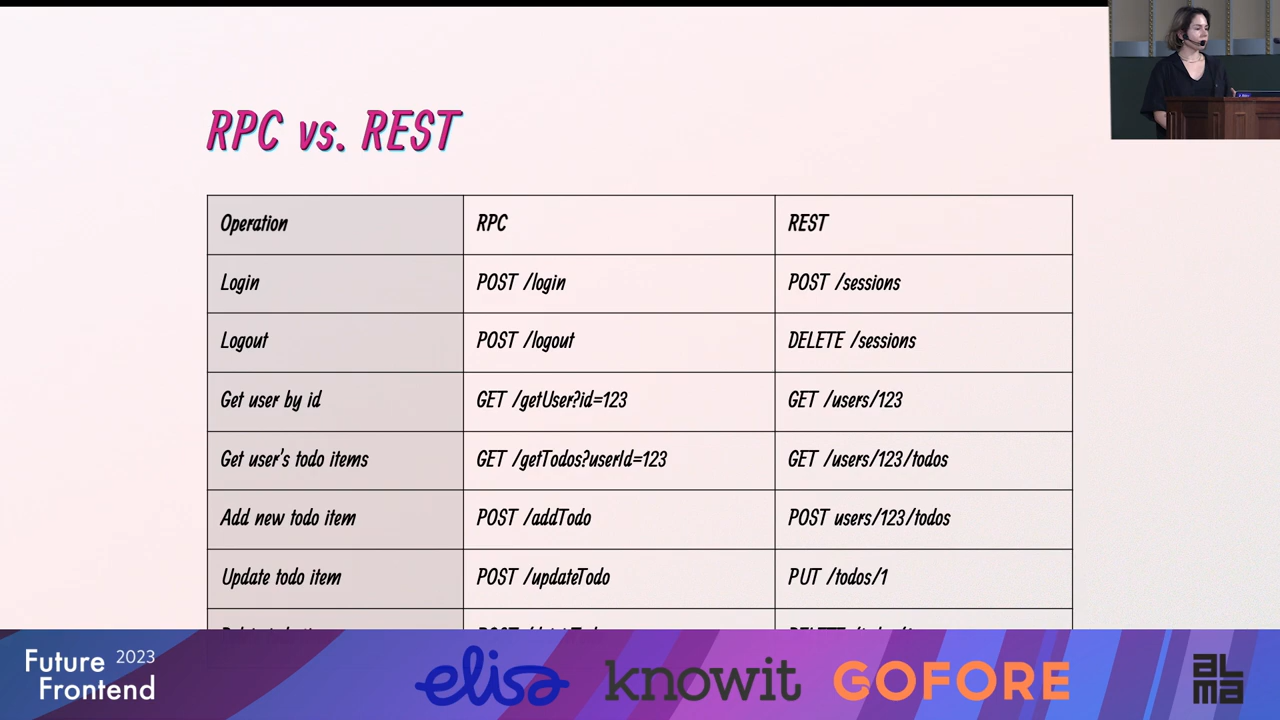 RPC vs. REST
Operation RPC REST
Login POST /login POST /sessions
Logout POST /logout DELETE /sessions
Get user by id GET /getUser?id=123 GET /users/123
Get user's todo items GET /getTodos?userId=123 GET /users/123/todos
Add new todo item POST /addTodo POST users/123/todos
Update todo item POST /updateTodo PUT /todos/1
Future 2023
Frontend
elisa knowit GOFORE
aL
ma